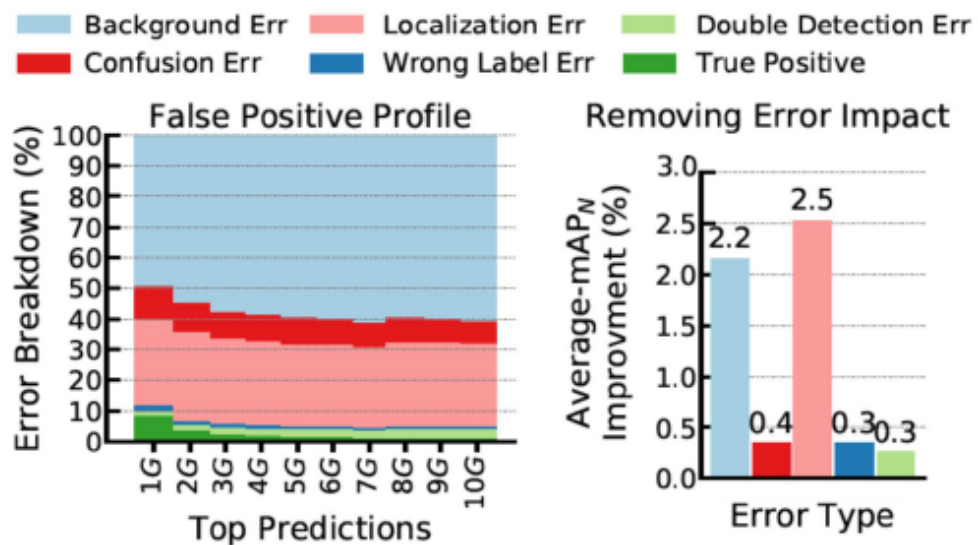 Background Err Localization Err Double Detection Err
Confusion Err Wrong Label Err True Positive
False Positive Profile
Error Breakdown (%)
100
90
80
70
60
50
40
30
20
10
0
1G 2G 3G 4G 5G 6G 7G 8G 9G 10G
Top Predictions
Removing Error Impact
Average-mAPN
Improvment (%)
3.0
2.5
2.0
1.5
1.0
0.5
0.0
2.2
0.4
2.5
0.3
0.3
Error Type